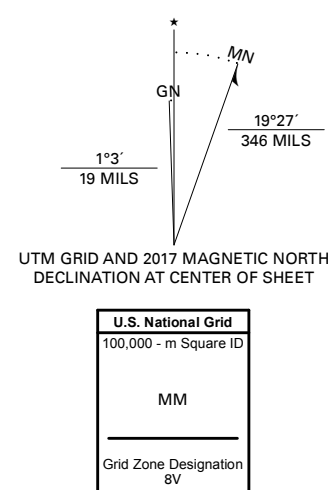 ★
MN
GN
19°27´
346 MILS
1°3´
19 MILS
UTM GRID AND 2017 MAGNETIC NORTH
DECLINATION AT CENTER OF SHEET
U.S. National Grid
100,000 - m Square ID
MM
Grid Zone Designation
8V